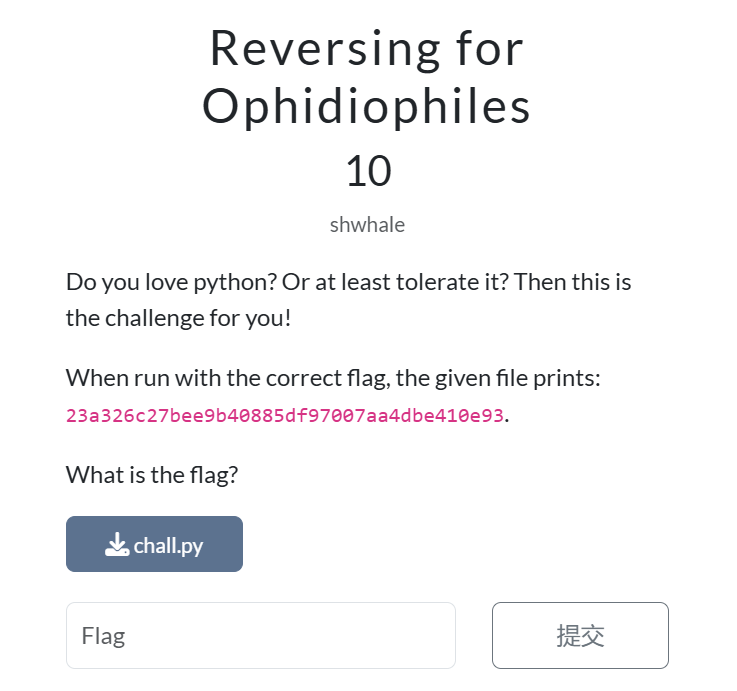 Reversing for
Ophidiophiles
10
shwhale
Do you love python? Or at least tolerate it? Then this is
the challenge for you!
When run with the correct flag, the given file prints:
23a326c27bee9b40885df97007aa4dbe410e93.
What is the flag?
chall.py
Flag
提交